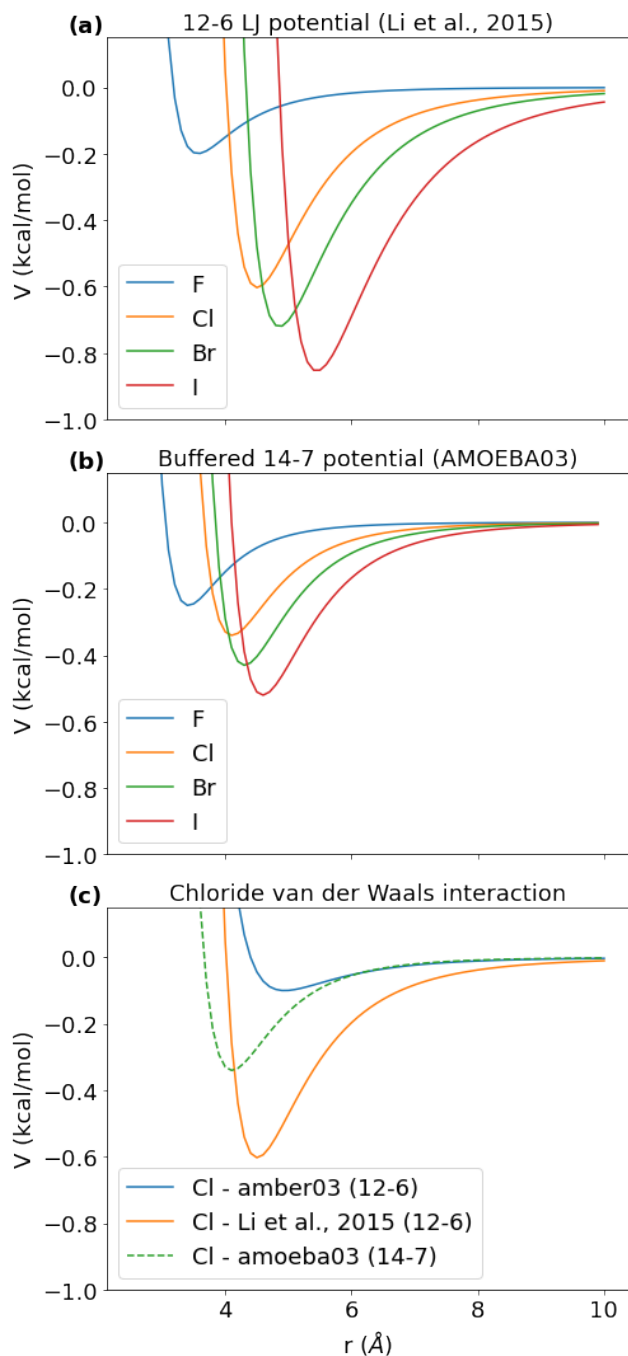 (a) 12-6 LJ potential (Li et al., 2015)
0.0
−0.2
−0.4
−0.6
−0.8
−1.0
V (kcal/mol)
F
Cl
Br
I
(b) Buffered 14-7 potential (AMOEBA03)
0.0
−0.2
−0.4
−0.6
−0.8
−1.0
V (kcal/mol)
F
Cl
Br
I
(c) Chloride van der Waals interaction
0.0
−0.2
−0.4
−0.6
−0.8
−1.0
V (kcal/mol)
Cl - amber03 (12-6)
Cl - Li et al., 2015 (12-6)
Cl - amoeba03 (14-7)
4 6 8 10
r (Å)